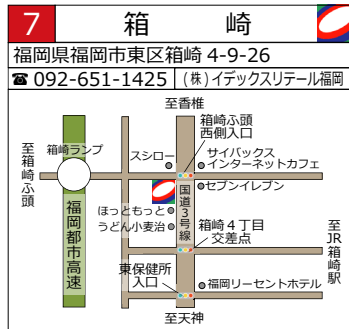 7 箱崎
福岡県福岡市東区箱崎 4-9-26
☎ 092-651-1425 (株)イデックスリテール福岡
至香椎
箱崎ふ頭
西側入口
箱崎ランプ
スシロー
サイバックス
インターネットカフェ
至箱崎ふ頭
セブンイレブン
国道3号線
ほっともっと
うどん小麦冶
福岡都市高速
箱崎4丁目
交差点
至JR箱崎駅
東保健所
入口
福岡リーセントホテル
至天神